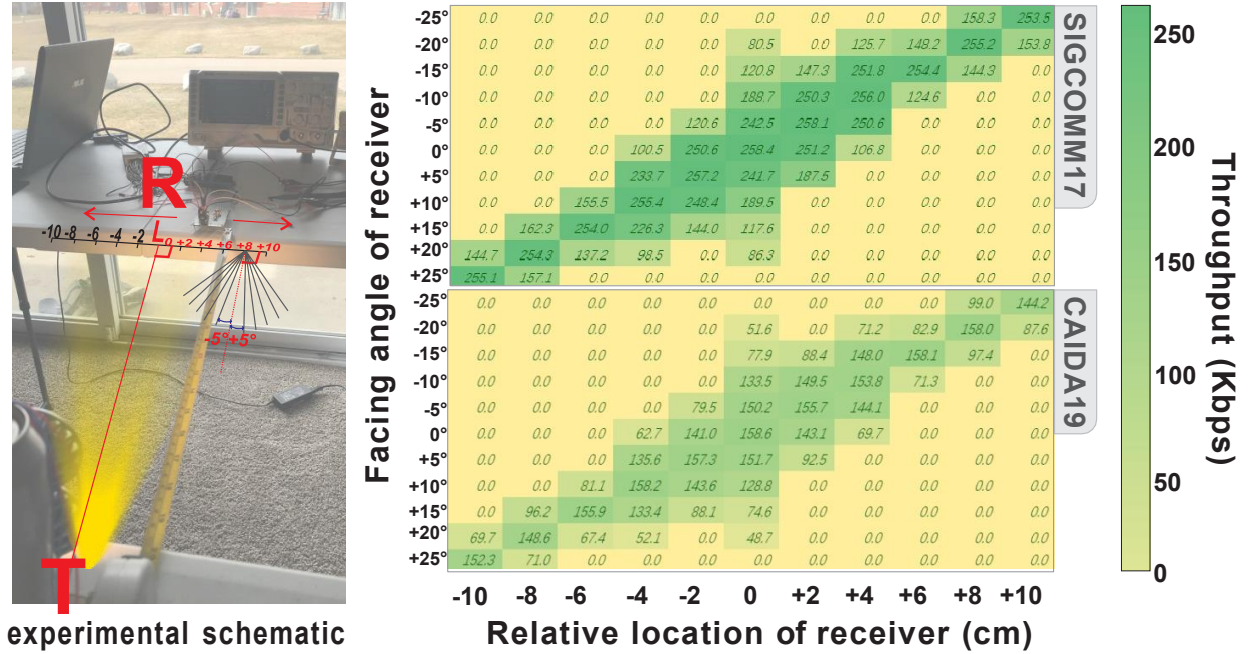 R
L
-10 -8 -6 -4 -2 0 +2 +4 +6 +8 +10
-5° +5°
T
experimental schematic
Facing angle of receiver
-25° 0.0 0.0 0.0 0.0 0.0 0.0 0.0 0.0 158.3 253.5
-20° 0.0 0.0 0.0 0.0 0.0 80.5 0.0 125.7 148.2 255.2 153.8
-15° 0.0 0.0 0.0 0.0 0.0 120.8 147.3 251.8 254.4 144.3 0.0
-10° 0.0 0.0 0.0 0.0 0.0 188.7 250.3 256.0 124.6 0.0 0.0
-5° 0.0 0.0 0.0 0.0 120.6 242.5 258.1 250.6 0.0 0.0 0.0
0° 0.0 0.0 0.0 100.5 250.6 258.4 251.2 106.8 0.0 0.0 0.0
+5° 0.0 0.0 0.0 233.7 257.2 241.7 187.5 0.0 0.0 0.0 0.0
+10° 0.0 0.0 155.5 255.4 248.4 189.5 0.0 0.0 0.0 0.0 0.0
+15° 0.0 162.3 254.0 226.3 144.0 117.6 0.0 0.0 0.0 0.0 0.0
+20° 144.7 254.3 137.2 98.5 0.0 86.3 0.0 0.0 0.0 0.0 0.0
+25° 255.1 157.1 0.0 0.0 0.0 0.0 0.0 0.0 0.0 0.0 0.0
SIGCOMM17
-25° 0.0 0.0 0.0 0.0 0.0 0.0 0.0 0.0 0.0 99.0 144.2
-20° 0.0 0.0 0.0 0.0 0.0 51.6 0.0 71.2 82.9 158.0 87.6
-15° 0.0 0.0 0.0 0.0 0.0 77.9 88.4 148.0 158.1 97.4 0.0
-10° 0.0 0.0 0.0 0.0 0.0 133.5 149.5 153.8 71.3 0.0 0.0
-5° 0.0 0.0 0.0 0.0 79.5 150.2 155.7 144.1 0.0 0.0 0.0
0° 0.0 0.0 0.0 62.7 141.0 158.6 143.1 69.7 0.0 0.0 0.0
+5° 0.0 0.0 0.0 135.6 157.3 151.7 92.5 0.0 0.0 0.0 0.0
+10° 0.0 0.0 81.1 158.2 143.6 128.8 0.0 0.0 0.0 0.0 0.0
+15° 0.0 96.2 155.9 133.4 88.1 74.6 0.0 0.0 0.0 0.0 0.0
+20° 69.7 148.6 67.4 52.1 0.0 48.7 0.0 0.0 0.0 0.0 0.0
+25° 152.3 71.0 0.0 0.0 0.0 0.0 0.0 0.0 0.0 0.0 0.0
CAIDA19
-10 -8 -6 -4 -2 0 +2 +4 +6 +8 +10
Relative location of receiver (cm)
250
200
150
100
50
0
Throughput (Kbps)